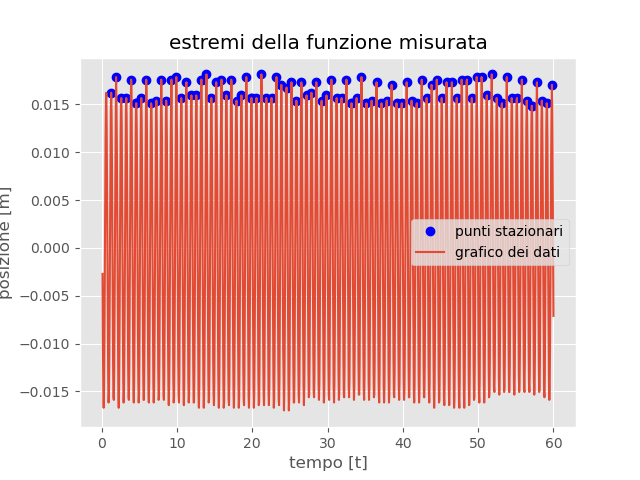 estremi della funzione misurata
0.015
0.010
0.005
0.000
−0.005
−0.010
−0.015
posizione [m]
punti stazionari
grafico dei dati
0 10 20 30 40 50 60
tempo [t]